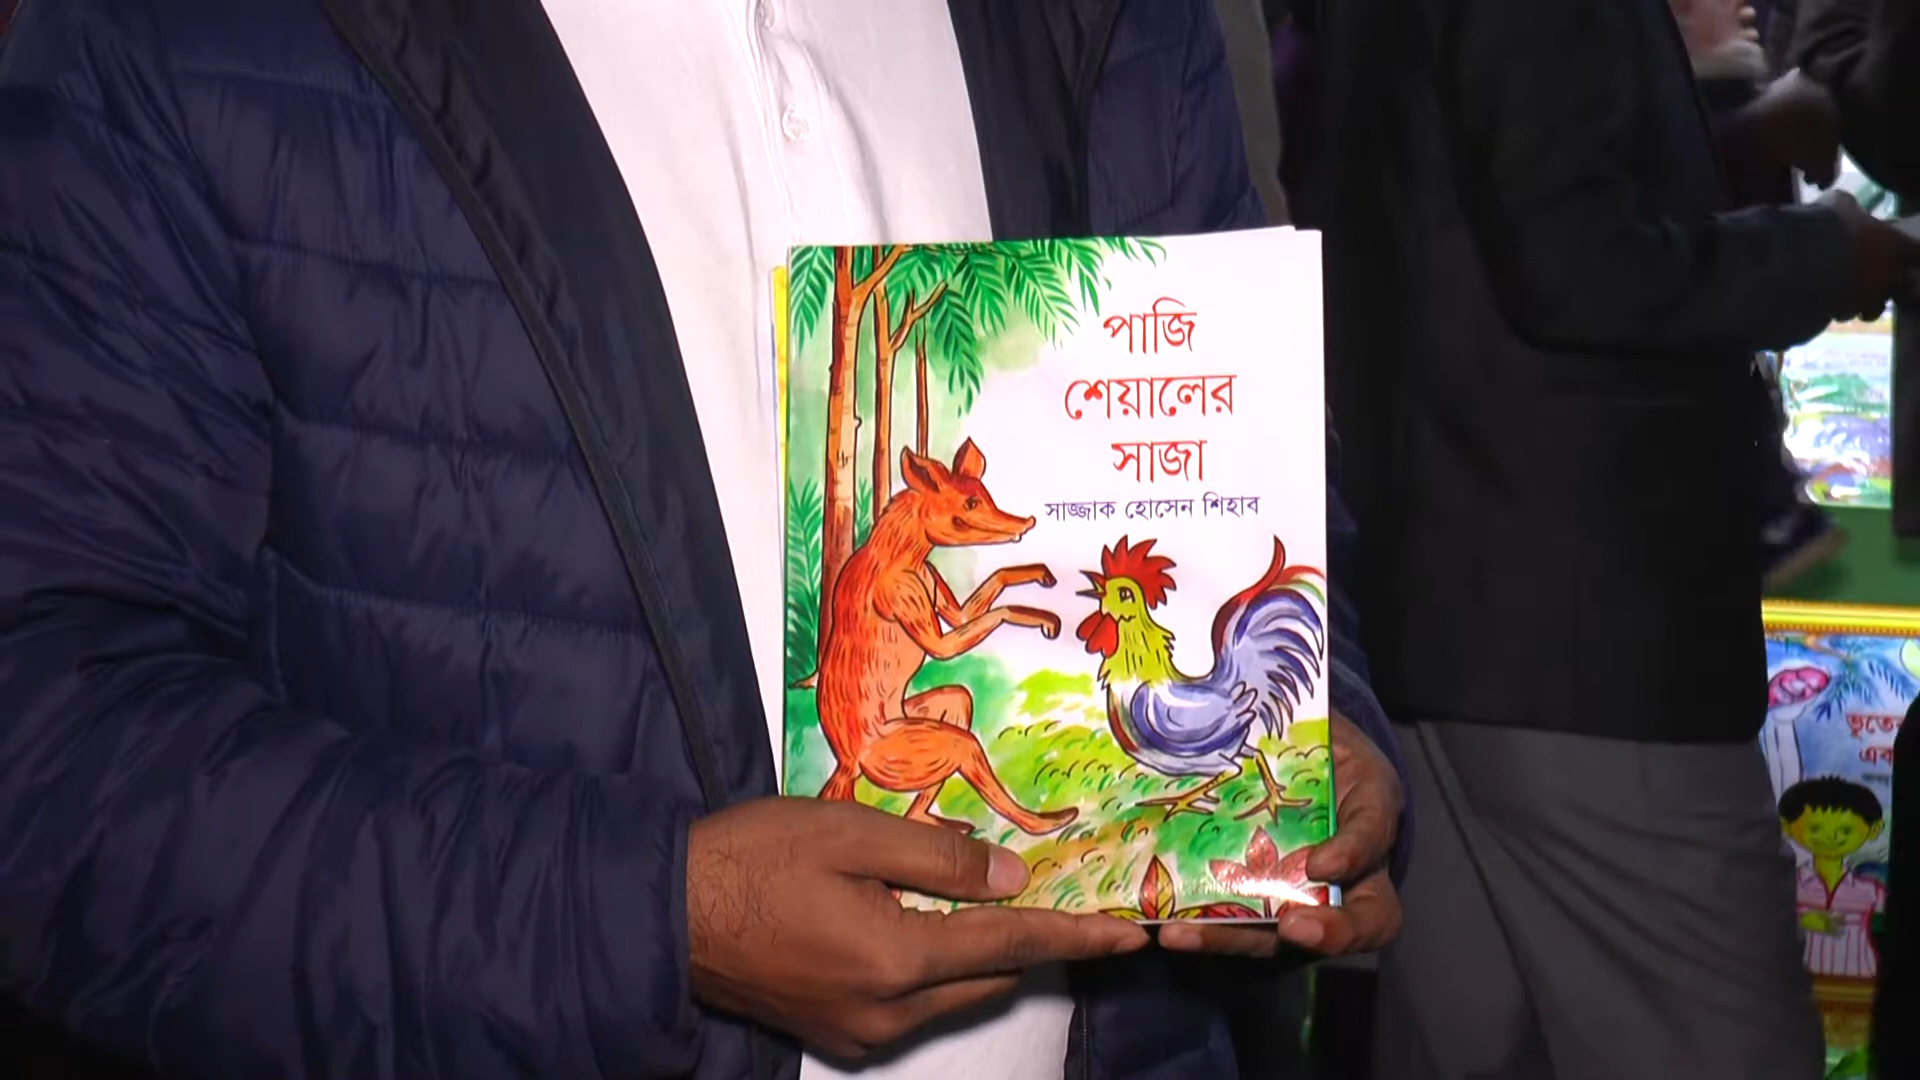 পাজি
শেয়ালের
সাজা
সাজ্জাক হোসেন শিহাব